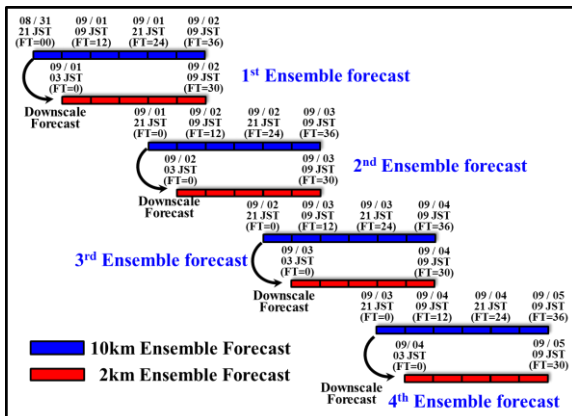 08 / 31 09 / 01 09 / 01 09 / 02
21 JST 09 JST 21 JST 09 JST
(FT=00) (FT=12) (FT=24) (FT=36)
09 / 01 09 / 02
03 JST 09 JST
(FT=0) (FT=30)
1st Ensemble forecast
Downscale
Forecast
09 / 01 09 / 02 09 / 02 09 / 03
21 JST 09 JST 21 JST 09 JST
(FT=0) (FT=12) (FT=24) (FT=36)
09 / 02 09 / 03
03 JST 09 JST
(FT=0) (FT=30)
2nd Ensemble forecast
Downscale
Forecast
09 / 02 09 / 03 09 / 03 09 / 04
21 JST 09 JST 21 JST 09 JST
(FT=0) (FT=12) (FT=24) (FT=36)
3rd Ensemble forecast
09 / 03 09 / 04
03 JST 09 JST
(FT=0) (FT=30)
Downscale
Forecast
09 / 03 09 / 04 09 / 04 09 / 05
21 JST 09 JST 21 JST 09 JST
(FT=0) (FT=12) (FT=24) (FT=36)
09 / 04 09 / 05
03 JST 09 JST
(FT=0) (FT=30)
Downscale
Forecast
4th Ensemble forecast
10km Ensemble Forecast
2km Ensemble Forecast